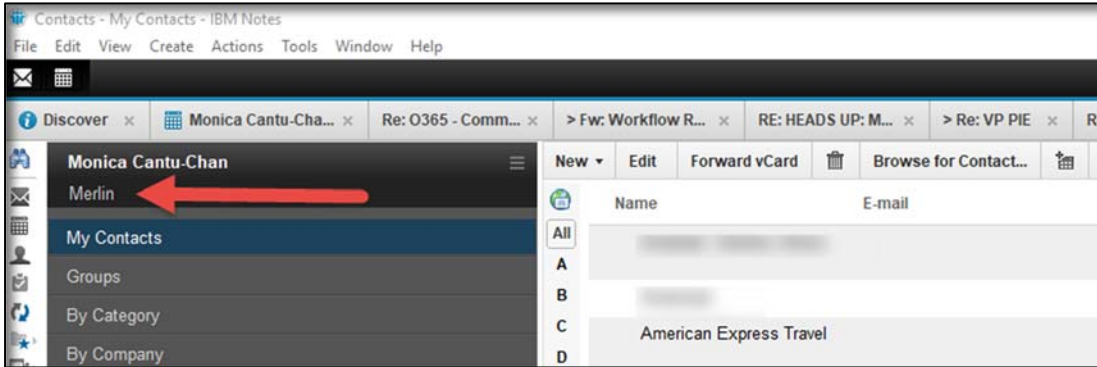 Contacts - My Contacts - IBM Notes
File Edit View Create Actions Tools Window Help
Discover Monica Cantu-Cha... Re: O365 - Comm... > Fw: Workflow R... RE: HEADS UP: M... > Re: VP PIE R
Monica Cantu-Chan
Merlin
My Contacts
Groups
By Category
By Company
New Edit Forward vCard Browse for Contact...
Name E-mail
All
A
B
C
American Express Travel
D